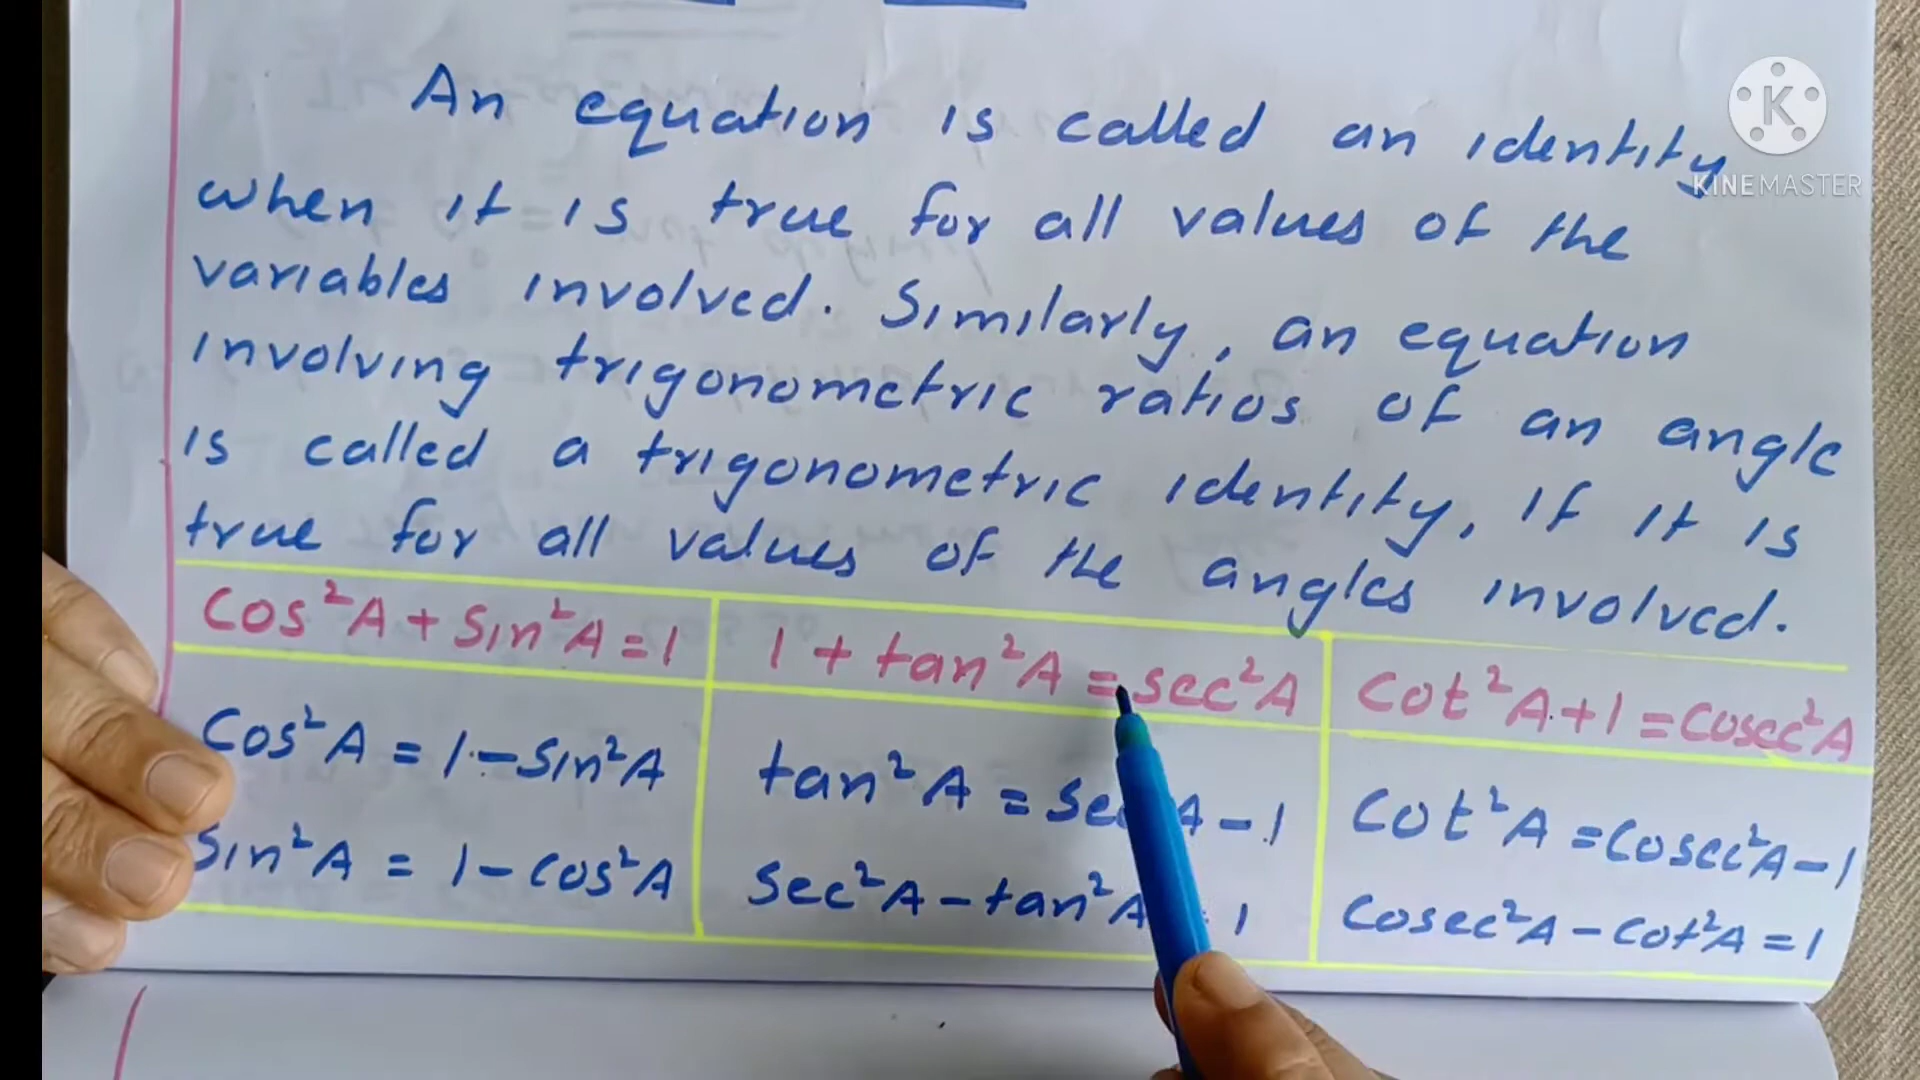 An equation is called an identity
when it is true for all values of the
variables involved. Similarly, an equation
involving trigonometric ratios of an angle
is called a trigonometric identity, if it is
true for all values of the angles involved.
Cos²A + Sin²A = 1
1 + tan²A = sec²A
Cot²A + 1 = Cosec²A
Cos²A = 1 - Sin²A
tan²A = sec A - 1
Cot²A = Cosec²A - 1
Sin²A = 1 - Cos²A
Sec²A - tan²A 1
Cosec²A - Cot²A = 1
K
KINEMASTER